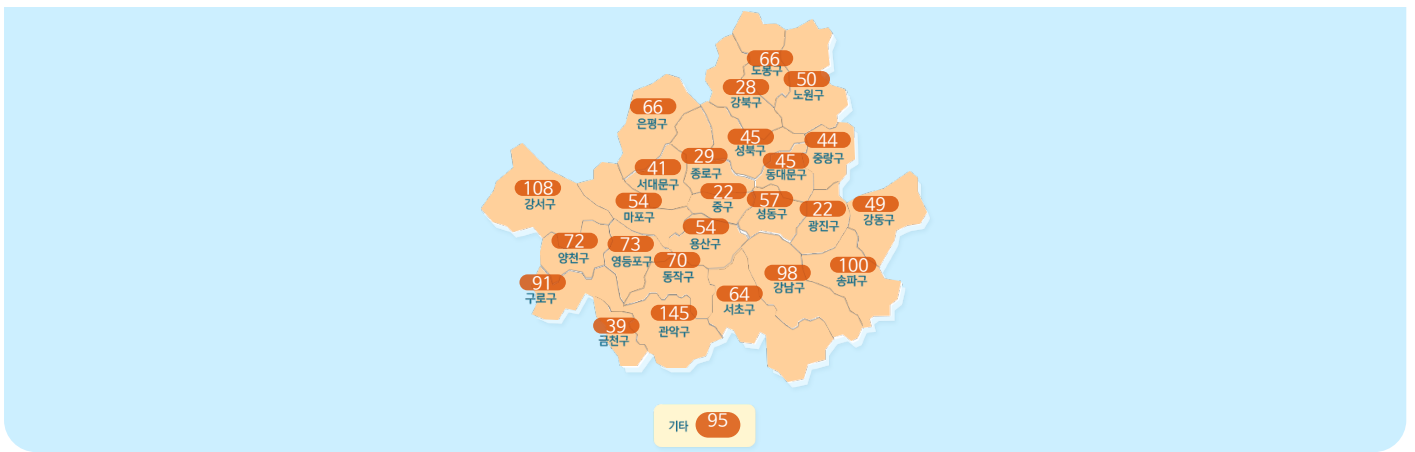 66
도봉구
50
노원구
28
강북구
66
은평구
45
성북구
44
중랑구
29
종로구
45
동대문구
41
서대문구
108
강서구
54
마포구
22
중구
57
성동구
22
광진구
49
강동구
54
용산구
72
양천구
73
영등포구
70
동작구
100
송파구
98
강남구
91
구로구
64
서초구
145
관악구
39
금천구
기타 95